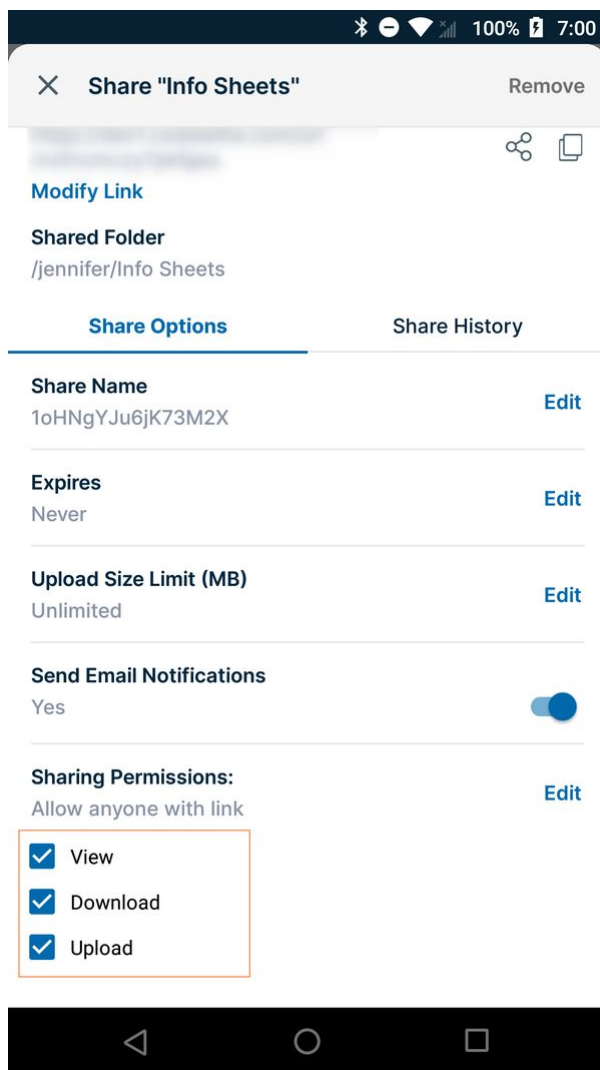 100% 7:00
Share "Info Sheets" Remove
Modify Link
Shared Folder
/jennifer/Info Sheets
Share Options Share History
Share Name
1oHNgYJu6jK73M2X Edit
Expires
Never Edit
Upload Size Limit (MB)
Unlimited Edit
Send Email Notifications
Yes
Sharing Permissions:
Allow anyone with link Edit
View
Download
Upload